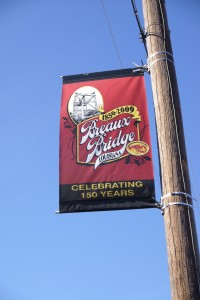 1859-2009
Breaux
Bridge
LOUISIANA
CELEBRATING
150 YEARS